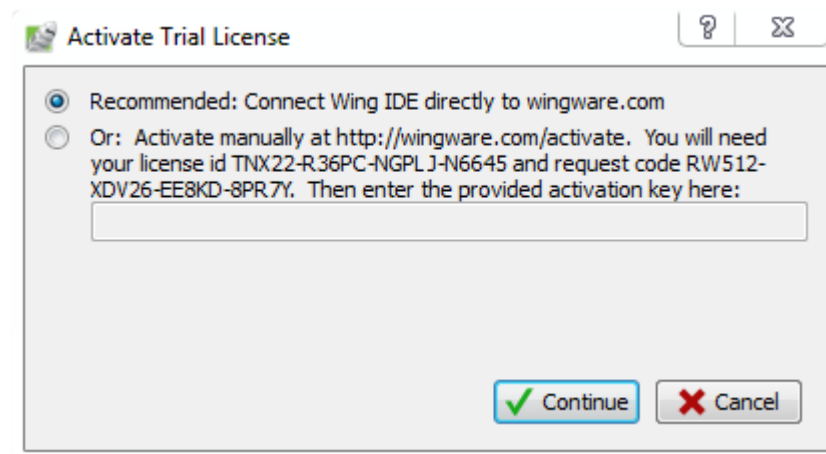 Activate Trial License
Recommended: Connect Wing IDE directly to wingware.com
Or: Activate manually at http://wingware.com/activate. You will need
your license id TNX22-R36PC-NGPLJ-N6645 and request code RW512-
XDV26-EE8KD-8PR7Y. Then enter the provided activation key here:
Continue
Cancel